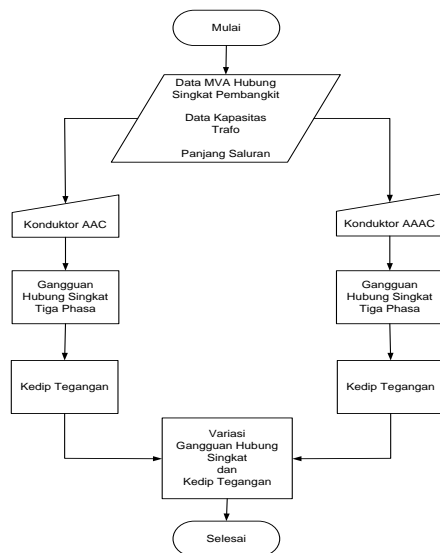 Mulai
Data MVA Hubung
Singkat Pembangkit
Data Kapasitas
Trafo
Panjang Saluran
Konduktor AAC
Konduktor AAAC
Gangguan
Hubung Singkat
Tiga Phasa
Gangguan
Hubung Singkat
Tiga Phasa
Kedip Tegangan
Kedip Tegangan
Variasi
Gangguan Hubung
Singkat
dan
Kedip Tegangan
Selesai